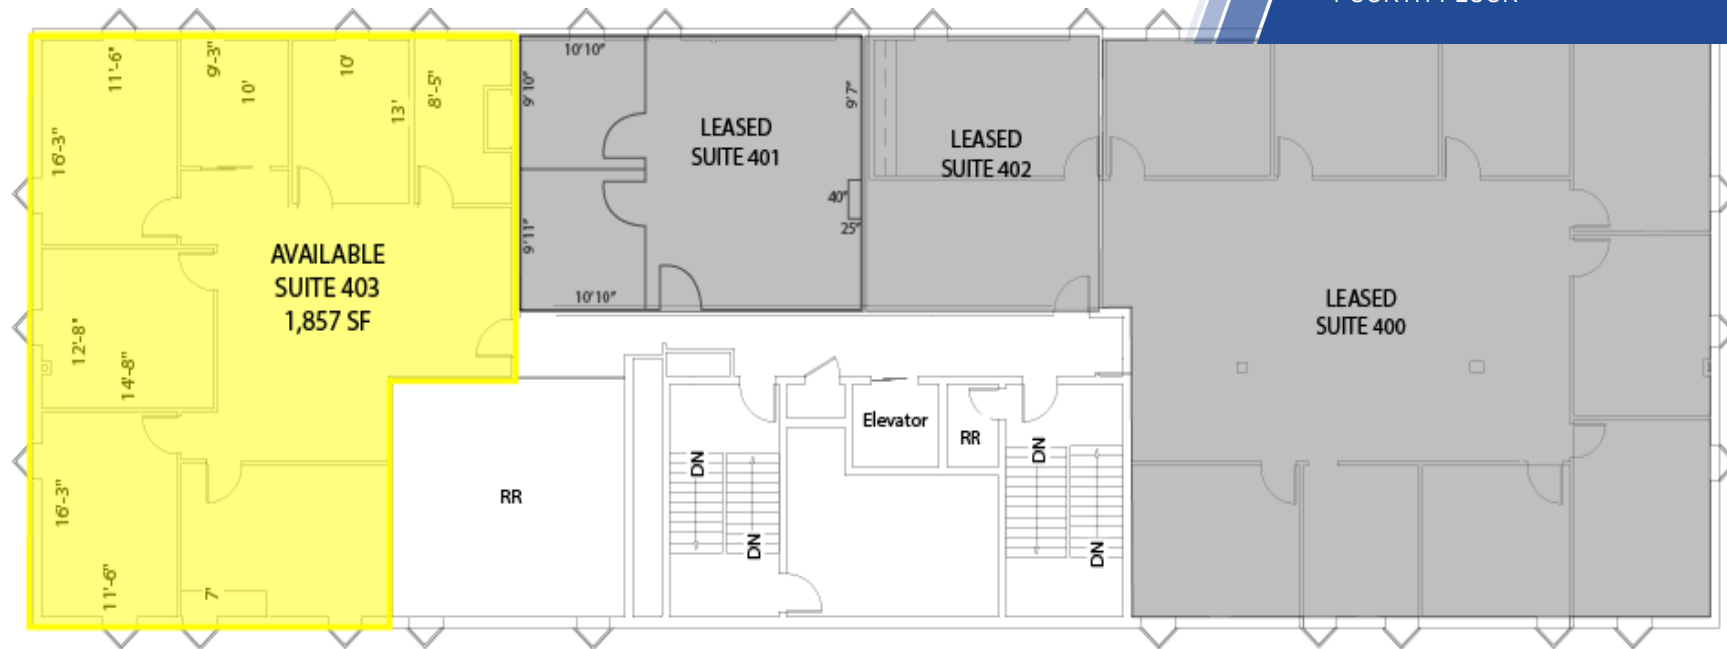 FOURTH FLOOR
11'-6"
9'-3"
10'
10'
13'
8'-5"
16'-3"
10'10"
9'10"
9'7"
LEASED
SUITE 401
40"
25"
9'11"
10'10"
LEASED
SUITE 402
AVAILABLE
SUITE 403
1,857 SF
12'-8"
14'-8"
LEASED
SUITE 400
16'-3"
11'-6"
7'
RR
DN
DN
Elevator
RR
DN
DN